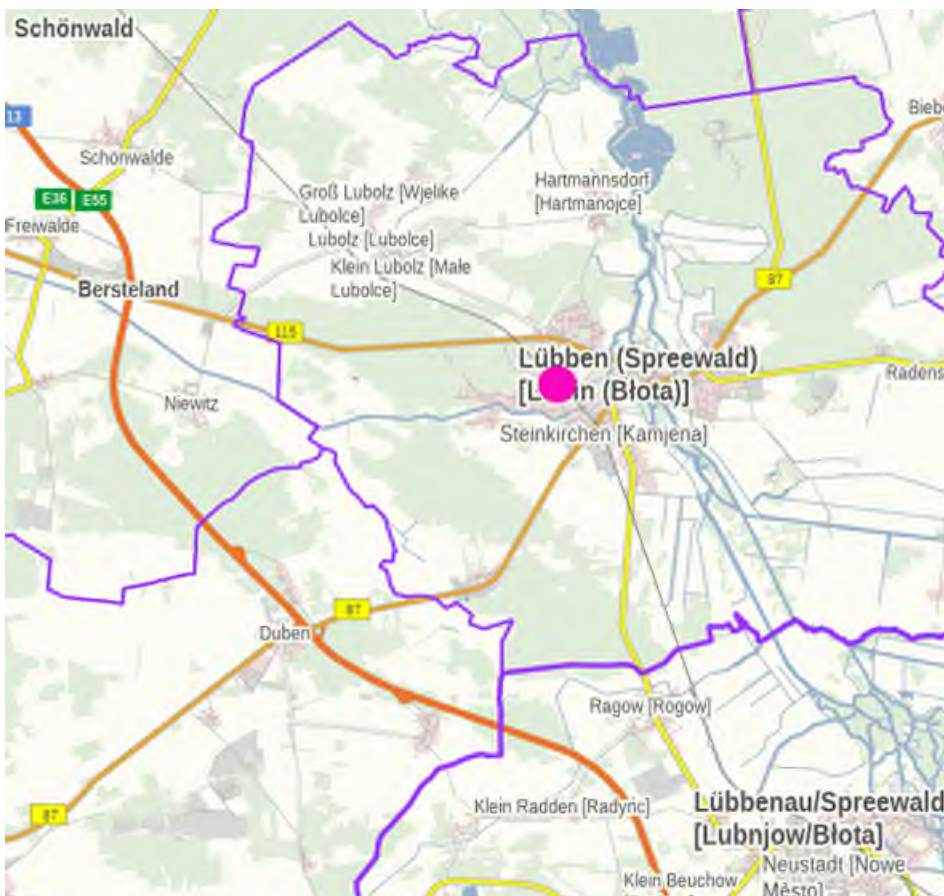 Schönwald
13
Bieb
Schönwalde
E36
E55
Freiwalde
Groß Lubolz [Wjelike
Lubolce]
Hartmannsdorf
[Hartmanojce]
Lubolz [Lubolce]
Klein Lubolz [Małe
Lubolce]
87
Bersteland
115
Lübben (Spreewald)
[L in (Błota)]
Radens
Niewitz
Steinkirchen [Kamjena]
87
Duben
Ragow [Rogow]
87
Klein Radden [Radyńc]
Lübbenau/Spreewald
[Lubnjow/Błota]
Neustadt [Nowe
Město]
Klein Beuchow